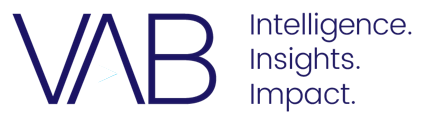 VAB
Intelligence.
Insights.
Impact.